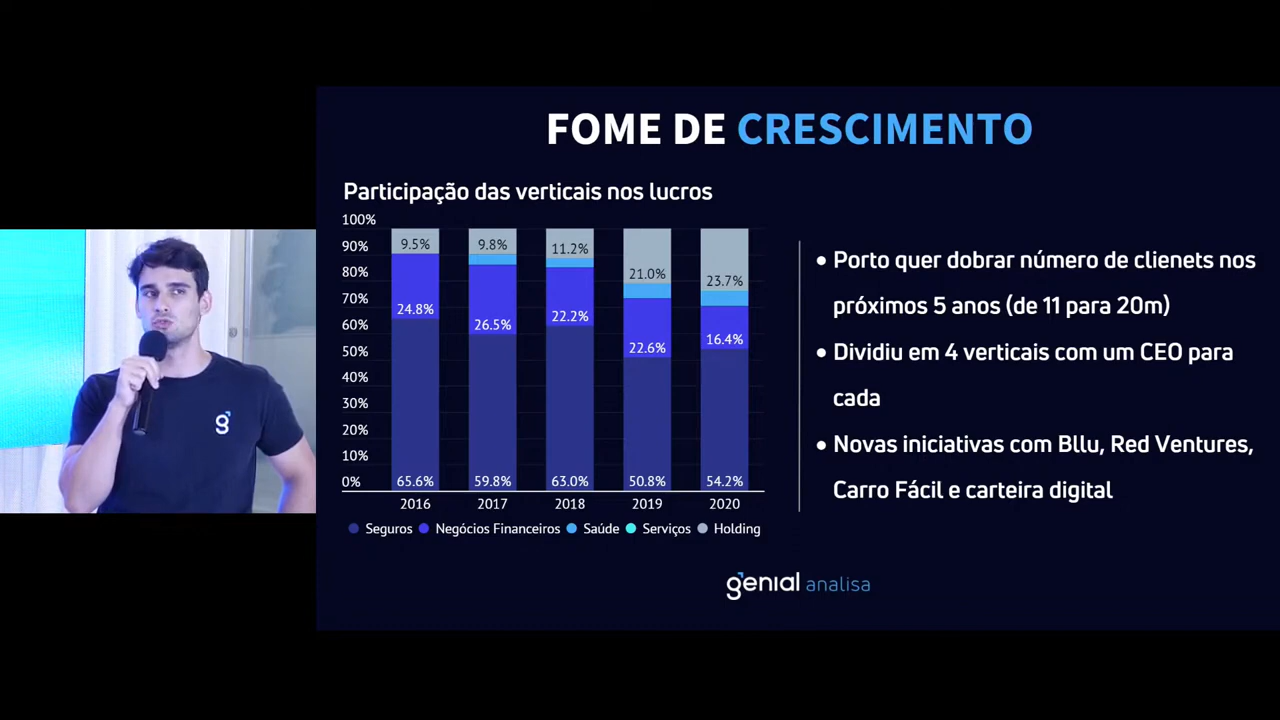 FOME DE CRESCIMENTO
Participação das verticais nos lucros
100%
90%
80%
70%
60%
50%
40%
30%
20%
10%
0%
9.5% 9.8% 11.2% 21.0% 23.7%
24.8% 26.5% 22.2% 22.6% 16.4%
65.6% 59.8% 63.0% 50.8% 54.2%
2016 2017 2018 2019 2020
Seguros Negócios Financeiros Saúde Serviços Holding
• Porto quer dobrar número de clienets nos
próximos 5 anos (de 11 para 20m)
• Dividiu em 4 verticais com um CEO para
cada
• Novas iniciativas com Bllu, Red Ventures,
Carro Fácil e carteira digital
genial analisa
g